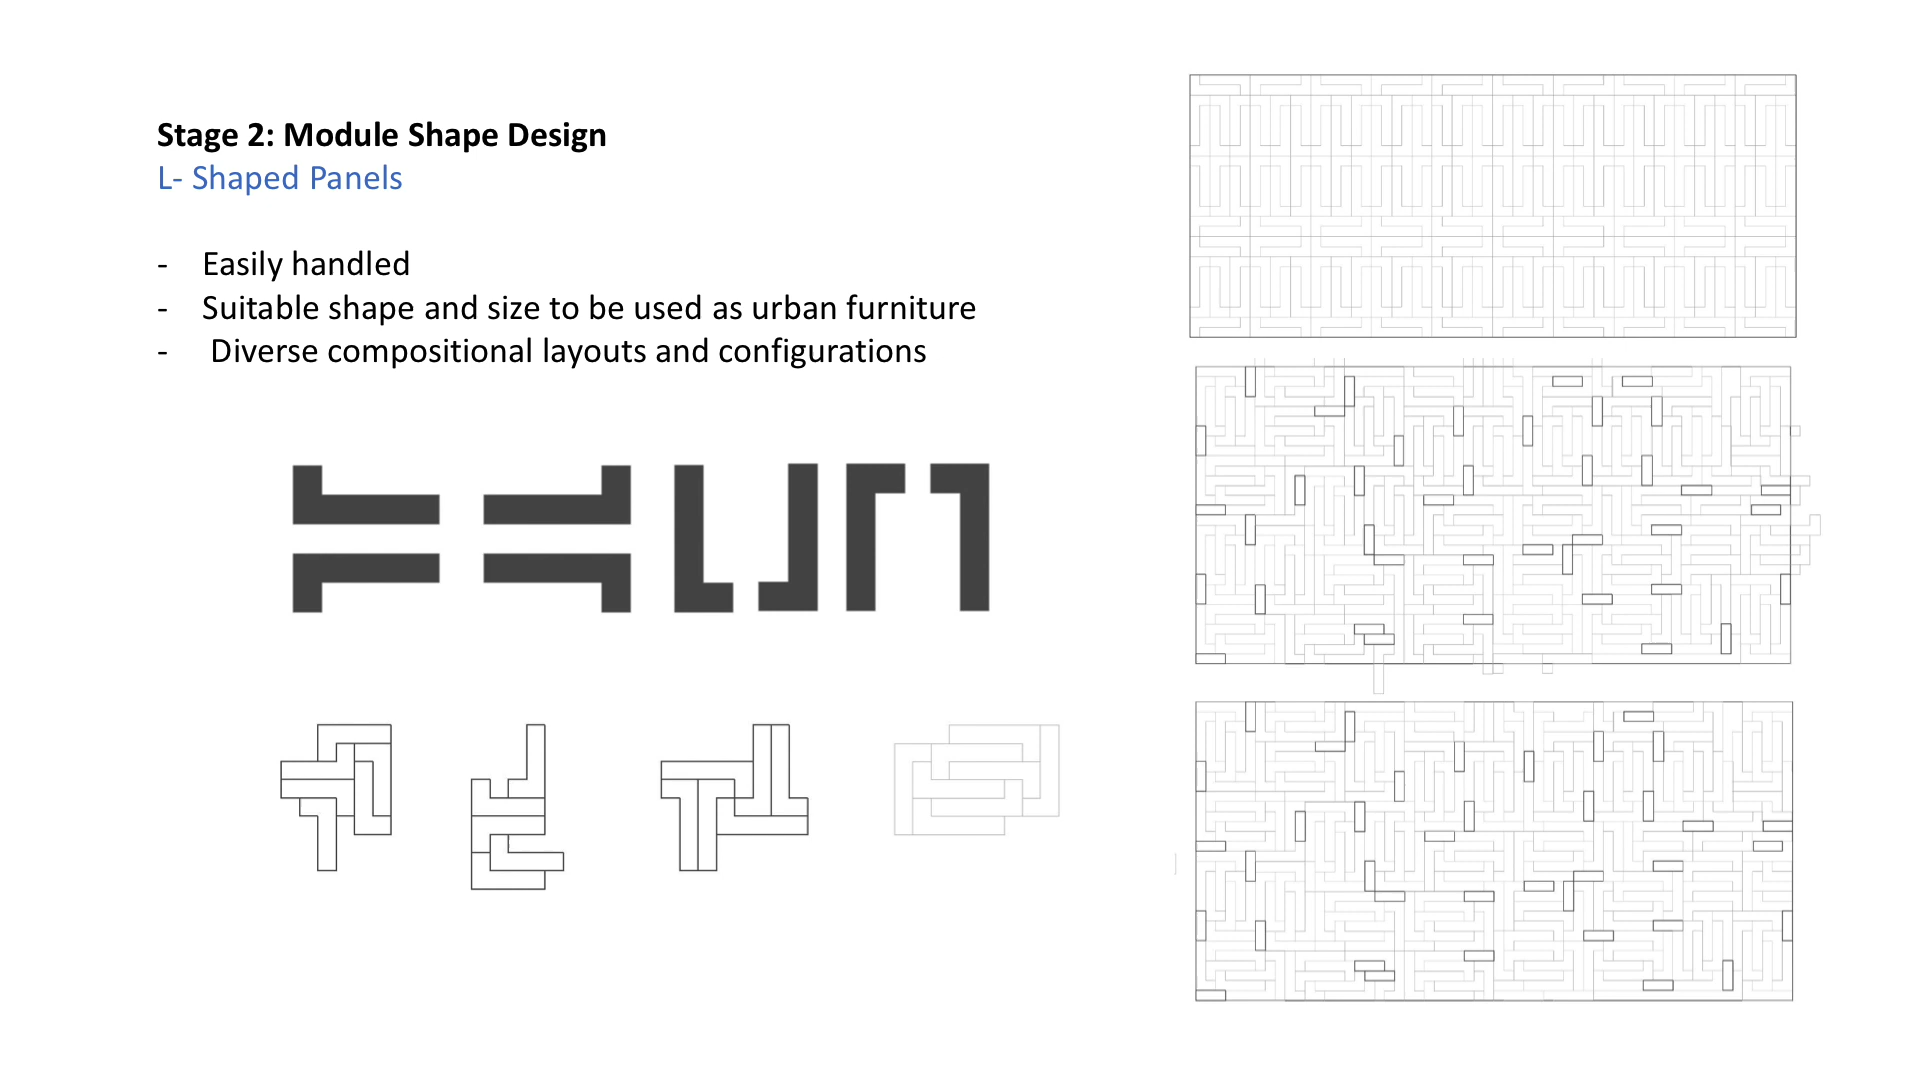 Stage 2: Module Shape Design
L- Shaped Panels
- Easily handled
- Suitable shape and size to be used as urban furniture
- Diverse compositional layouts and configurations